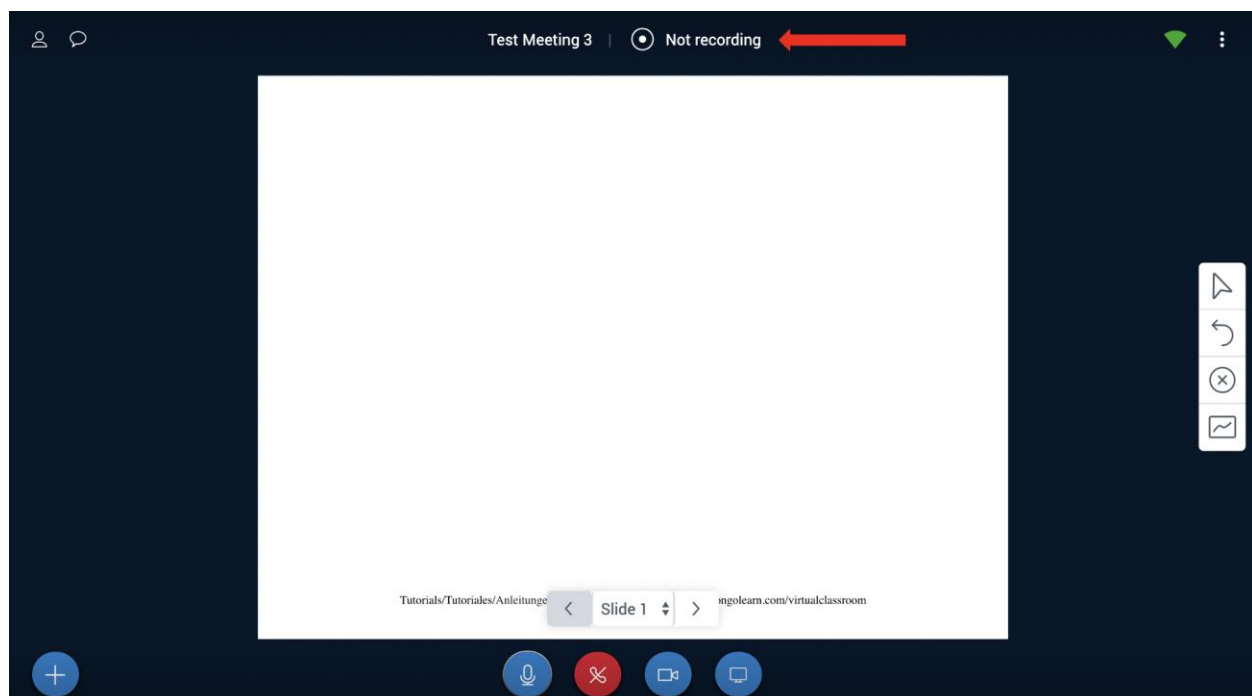 Test Meeting 3 | Not recording
Tutorials/Tutoriales/Anleitunge
ngolearn.com/virtualclassroom
Slide 1